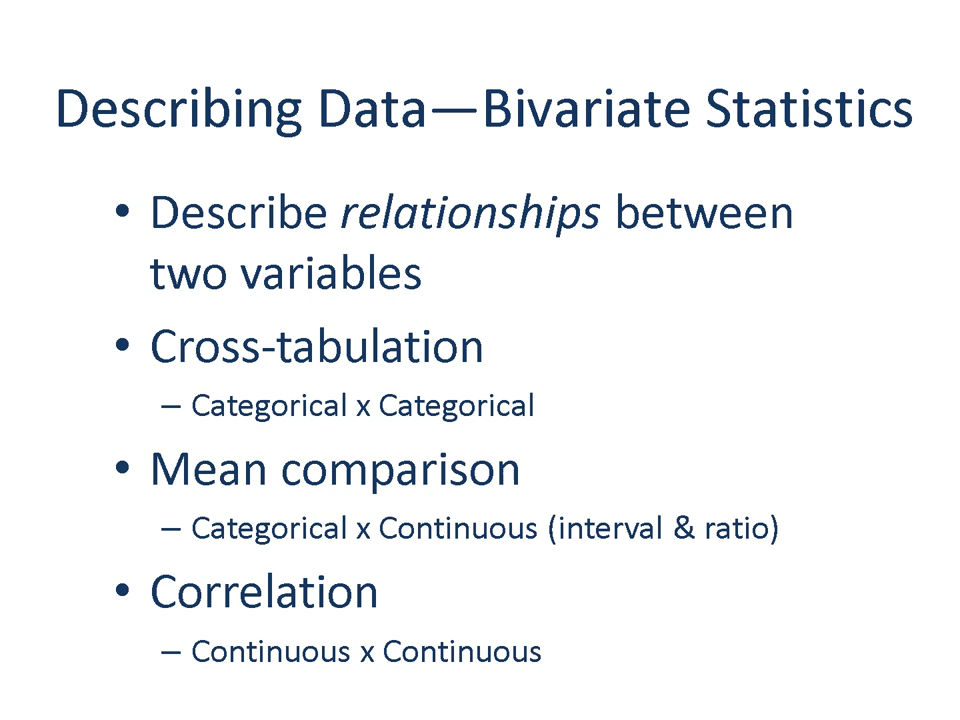 Describing Data—Bivariate Statistics
• Describe relationships between
two variables
• Cross-tabulation
– Categorical x Categorical
• Mean comparison
– Categorical x Continuous (interval & ratio)
• Correlation
– Continuous x Continuous